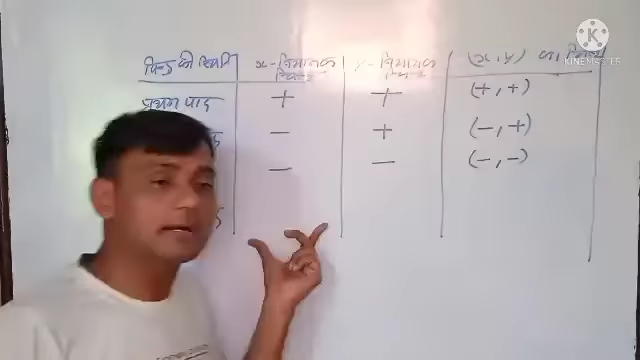 KINEMASTER
बिन्दु की स्थिति x-निर्देशांक y-निर्देशांक (x, y) का चिन्ह
प्रथम पाद + + (+, +)
- + (-, +)
- - (-, -)